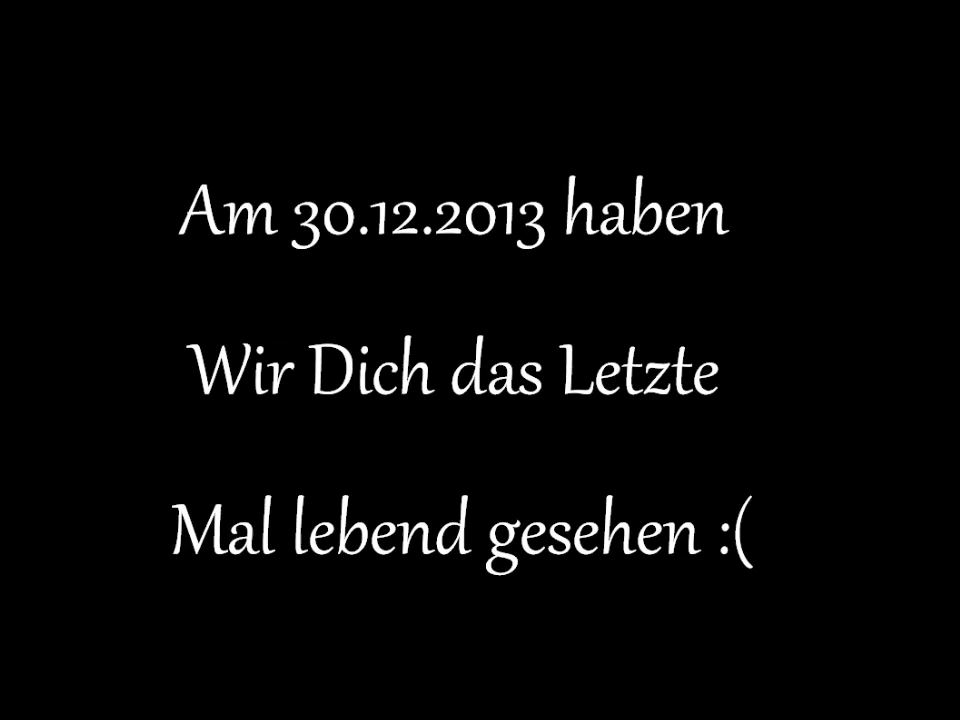 Am 30.12.2013 haben
Wir Dich das Letzte
Mal lebend gesehen :(